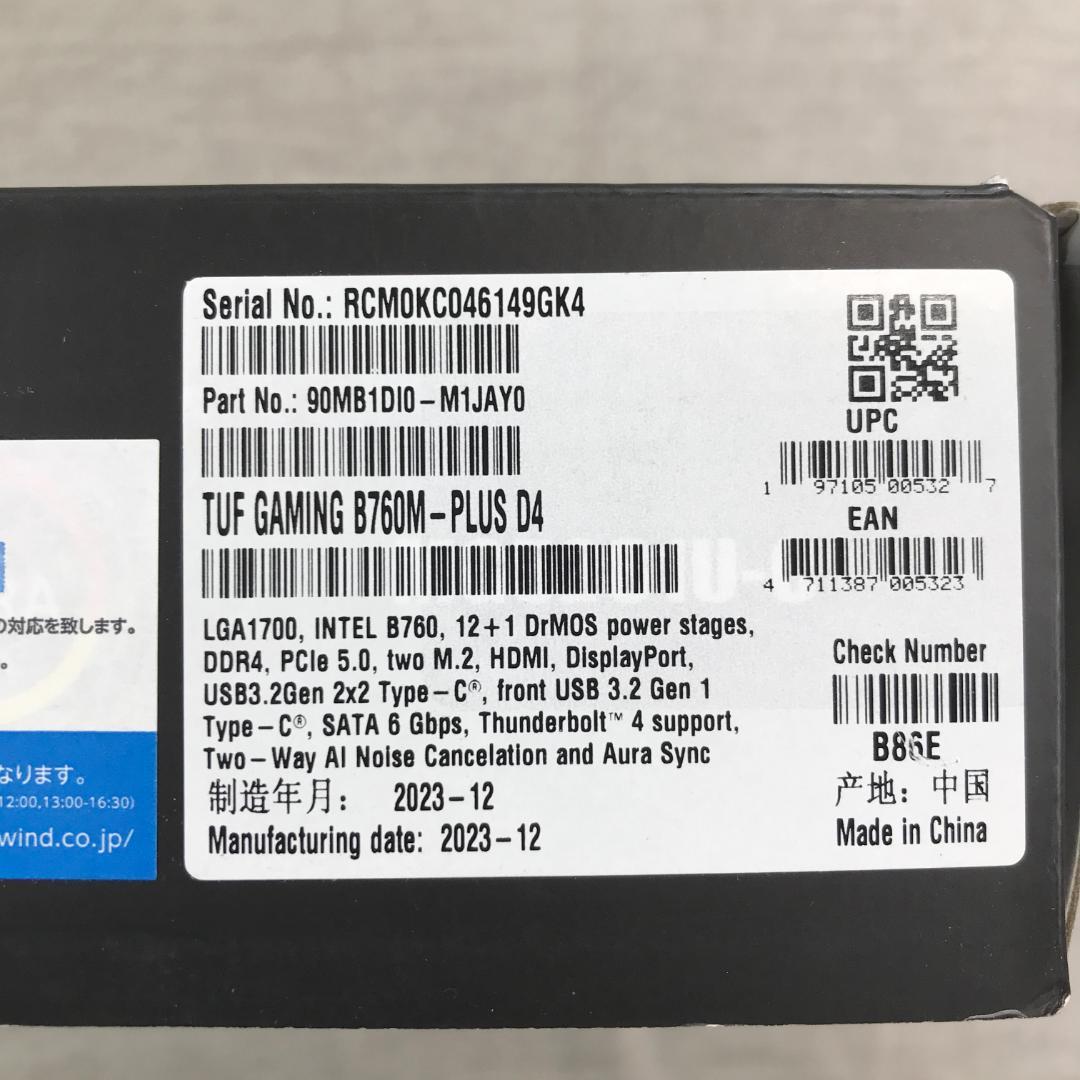 Serial No.: RCM0KC046149GK4
Part No.: 90MB1DI0-M1JAY0
TUF GAMING B760M-PLUS D4
LGA1700, INTEL B760, 12+1 DrMOS power stages,
DDR4, PCIe 5.0, two M.2, HDMI, DisplayPort,
USB3.2Gen 2x2 Type-C®, front USB 3.2 Gen 1
Type-C®, SATA 6 Gbps, Thunderbolt™ 4 support,
Two-Way AI Noise Cancelation and Aura Sync
制造年月: 2023-12
Manufacturing date: 2023-12
UPC
1 97105 00532 7
EAN
4 711387 005323
Check Number
B86E
产地: 中国
Made in China
の対応を致します。
。
なります。
12:00,13:00-16:30)
wind.co.jp/